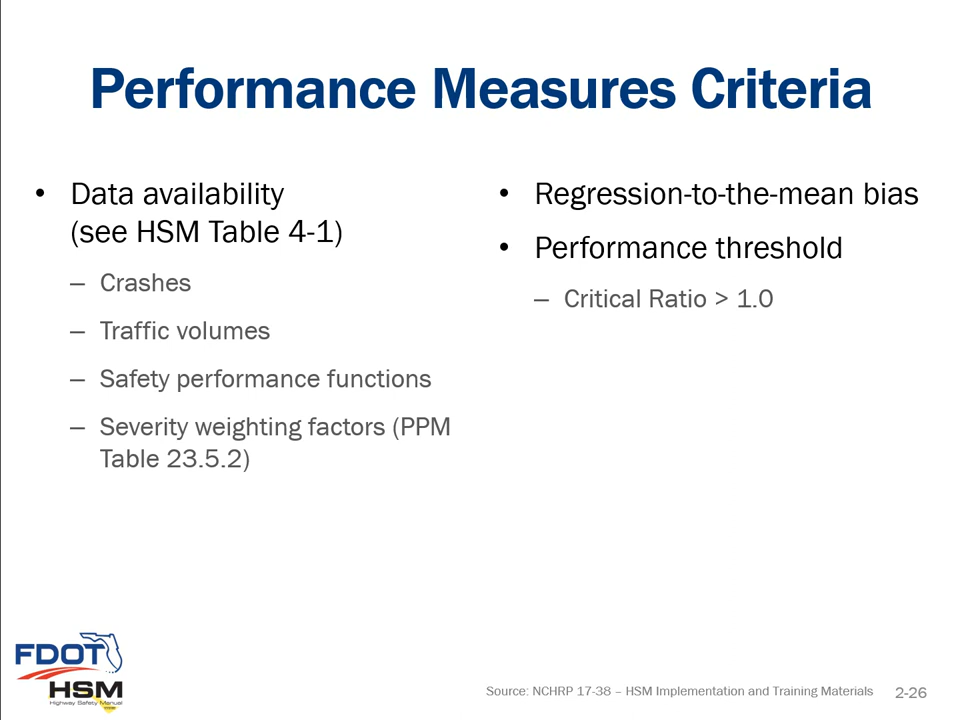 Performance Measures Criteria
• Data availability
(see HSM Table 4-1)
– Crashes
– Traffic volumes
– Safety performance functions
– Severity weighting factors (PPM
Table 23.5.2)
• Regression-to-the-mean bias
• Performance threshold
– Critical Ratio > 1.0
FDOT
HSM
Highway Safety Manual
Source: NCHRP 17-38 – HSM Implementation and Training Materials
2-26